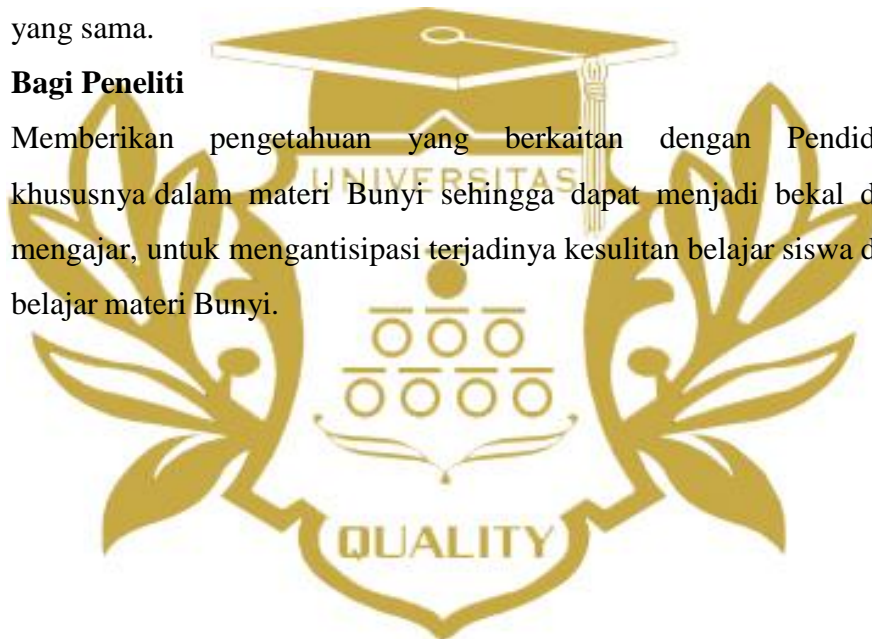 yang sama.
Bagi Peneliti
Memberikan pengetahuan yang berkaitan dengan Pendid
UNIVERSITAS
khususnya dalam materi Bunyi sehingga dapat menjadi bekal d
mengajar, untuk mengantisipasi terjadinya kesulitan belajar siswa d
belajar materi Bunyi.
QUALITY